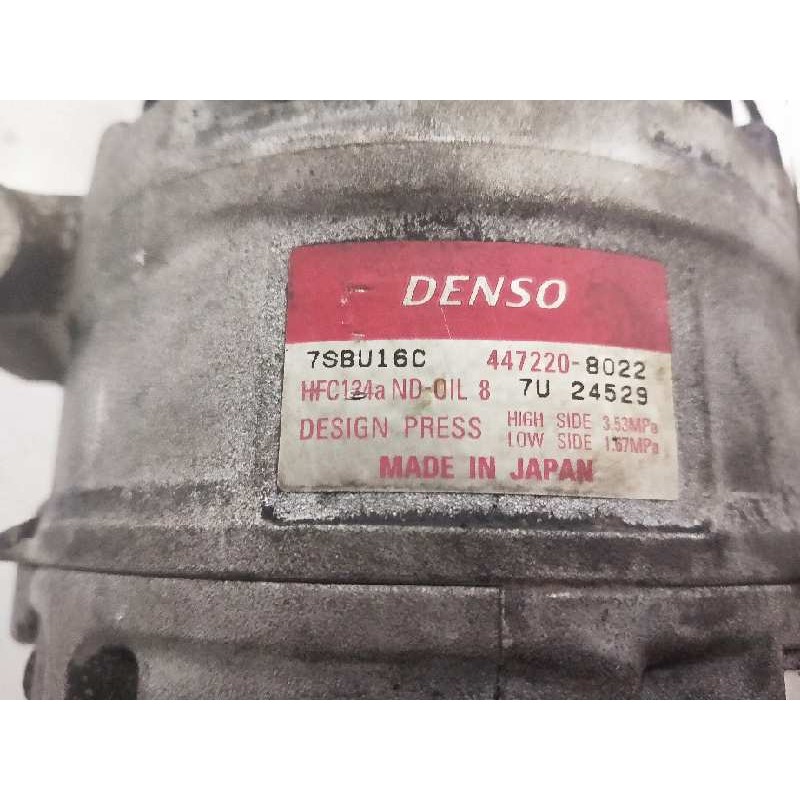 DENSO
7SBU16C 447220-8022
HFC134a ND-OIL 8 7U 24529
DESIGN PRESS HIGH SIDE 3.53MPa
LOW SIDE 1.67MPa
MADE IN JAPAN